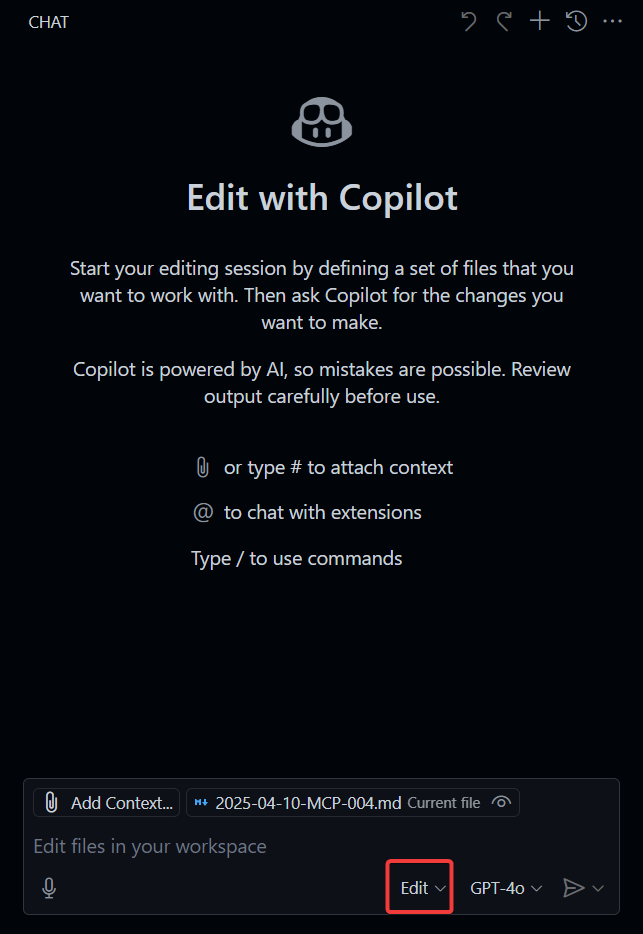 CHAT
Edit with Copilot
Start your editing session by defining a set of files that you
want to work with. Then ask Copilot for the changes you
want to make.
Copilot is powered by AI, so mistakes are possible. Review
output carefully before use.
or type # to attach context
@ to chat with extensions
Type / to use commands
Add Context... 2025-04-10-MCP-004.md Current file
Edit files in your workspace
Edit GPT-4o